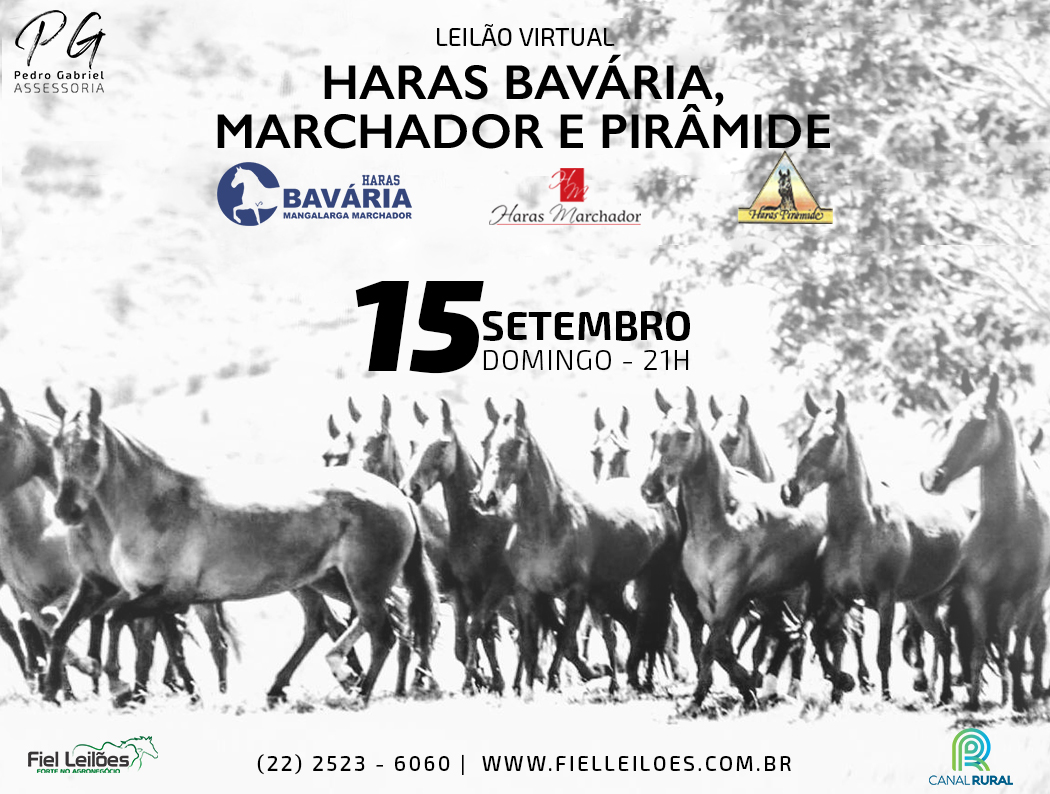 PG
Pedro Gabriel
ASSESSORIA
LEILÃO VIRTUAL
HARAS BAVÁRIA,
MARCHADOR E PIRÂMIDE
HARAS
BAVÁRIA
MANGALARGA MARCHADOR
HM
Haras Marchador
Haras Pirâmide
15 SETEMBRO
DOMINGO - 21H
Fiel Leilões
FORTE NO AGRONEGÓCIO
(22) 2523 - 6060 | WWW.FIELLEILOES.COM.BR
CANAL RURAL